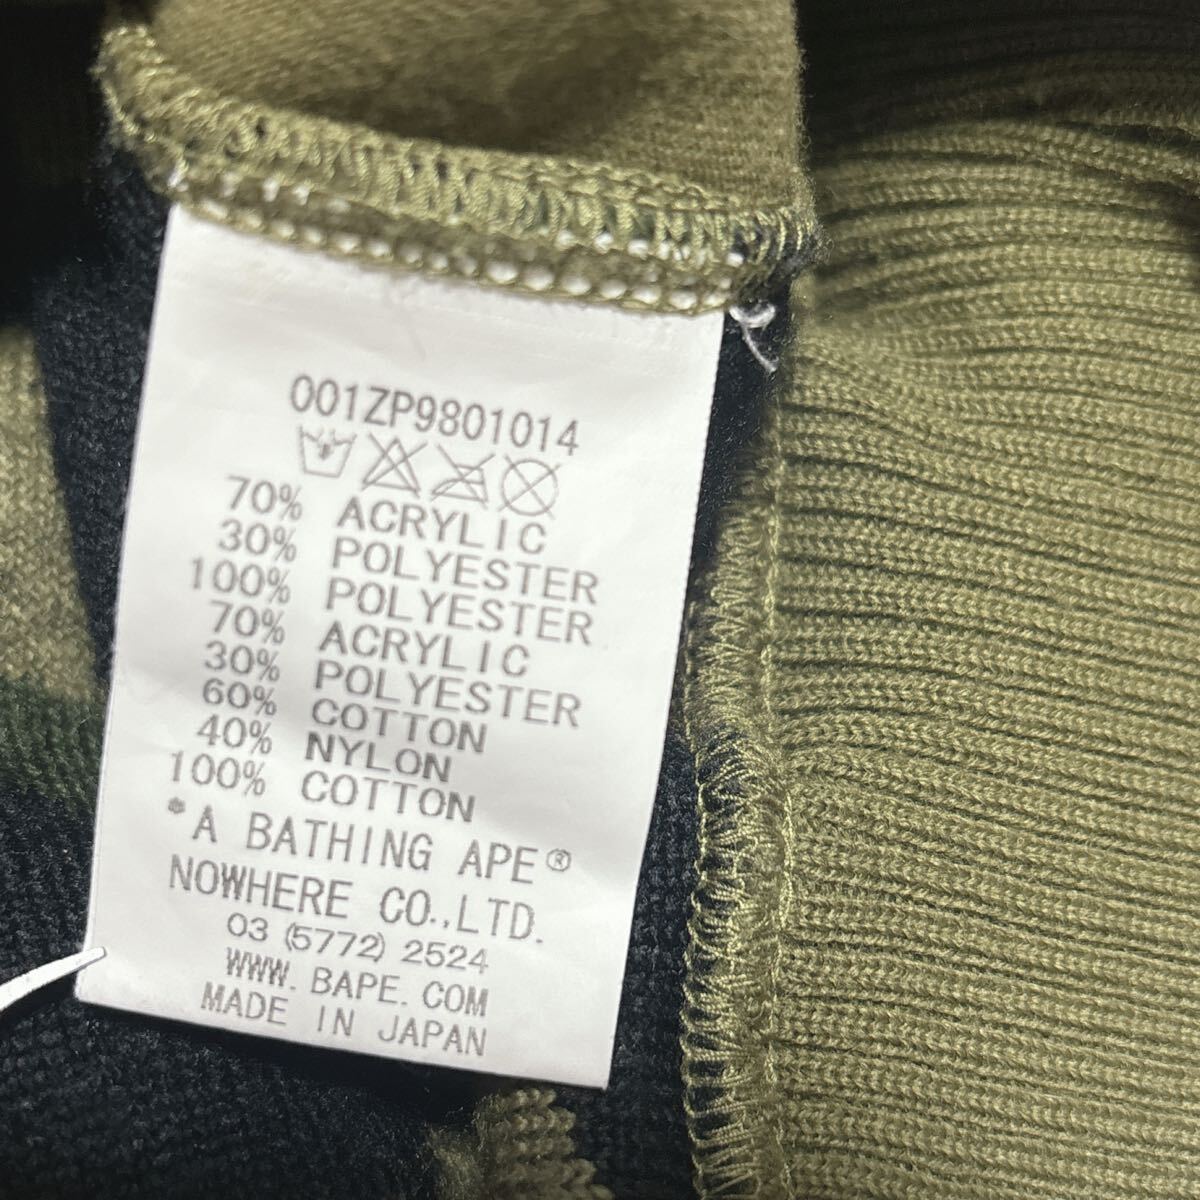 001ZP9801014
70% ACRYLIC
30% POLYESTER
100% POLYESTER
70% ACRYLIC
30% POLYESTER
60% COTTON
40% NYLON
100% COTTON
*A BATHING APE®
NOWHERE CO.,LTD.
03 (5772) 2524
WWW. BAPE. COM
MADE IN JAPAN